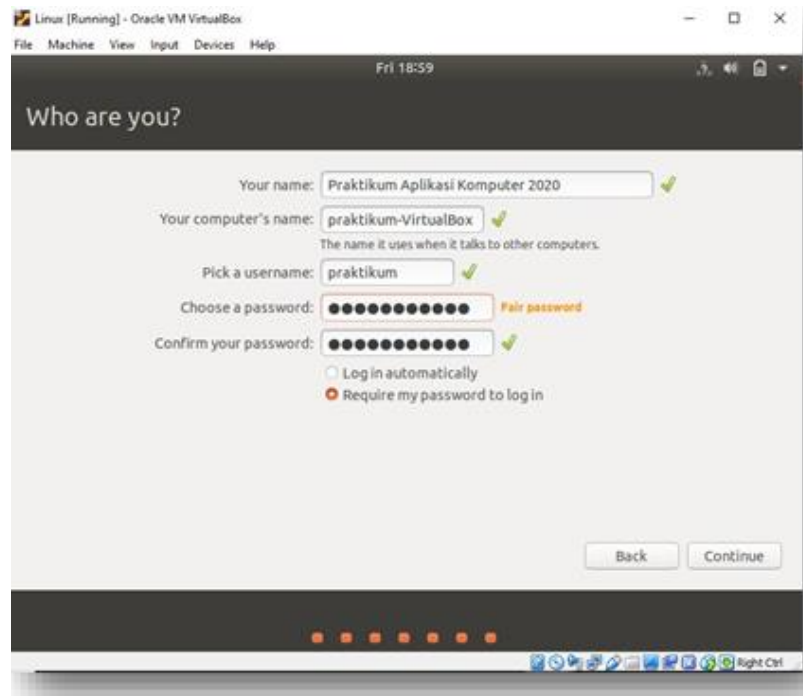 Linux [Running] - Oracle VM VirtualBox
File Machine View Input Devices Help
Fri 18:59
Who are you?
Your name: Praktikum Aplikasi Komputer 2020
Your computer's name: praktikum-VirtualBox
The name it uses when it talks to other computers.
Pick a username: praktikum
Choose a password: ●●●●●●●●●●● Fair password
Confirm your password: ●●●●●●●●●●●
Log in automatically
Require my password to log in
Back Continue
Right Ctrl